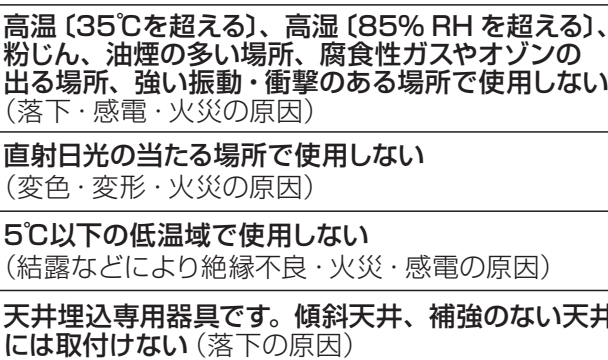 高温〔35℃を超える〕、高湿〔85% RH を超える〕、
粉じん、油煙の多い場所、腐食性ガスやオゾンの
出る場所、強い振動・衝撃のある場所で使用しない
（落下・感電・火災の原因）
直射日光の当たる場所で使用しない
（変色・変形・火災の原因）
5℃以下の低温域で使用しない
（結露などにより絶縁不良・火災・感電の原因）
天井埋込専用器具です。傾斜天井、補強のない天井
には取付けない（落下の原因）